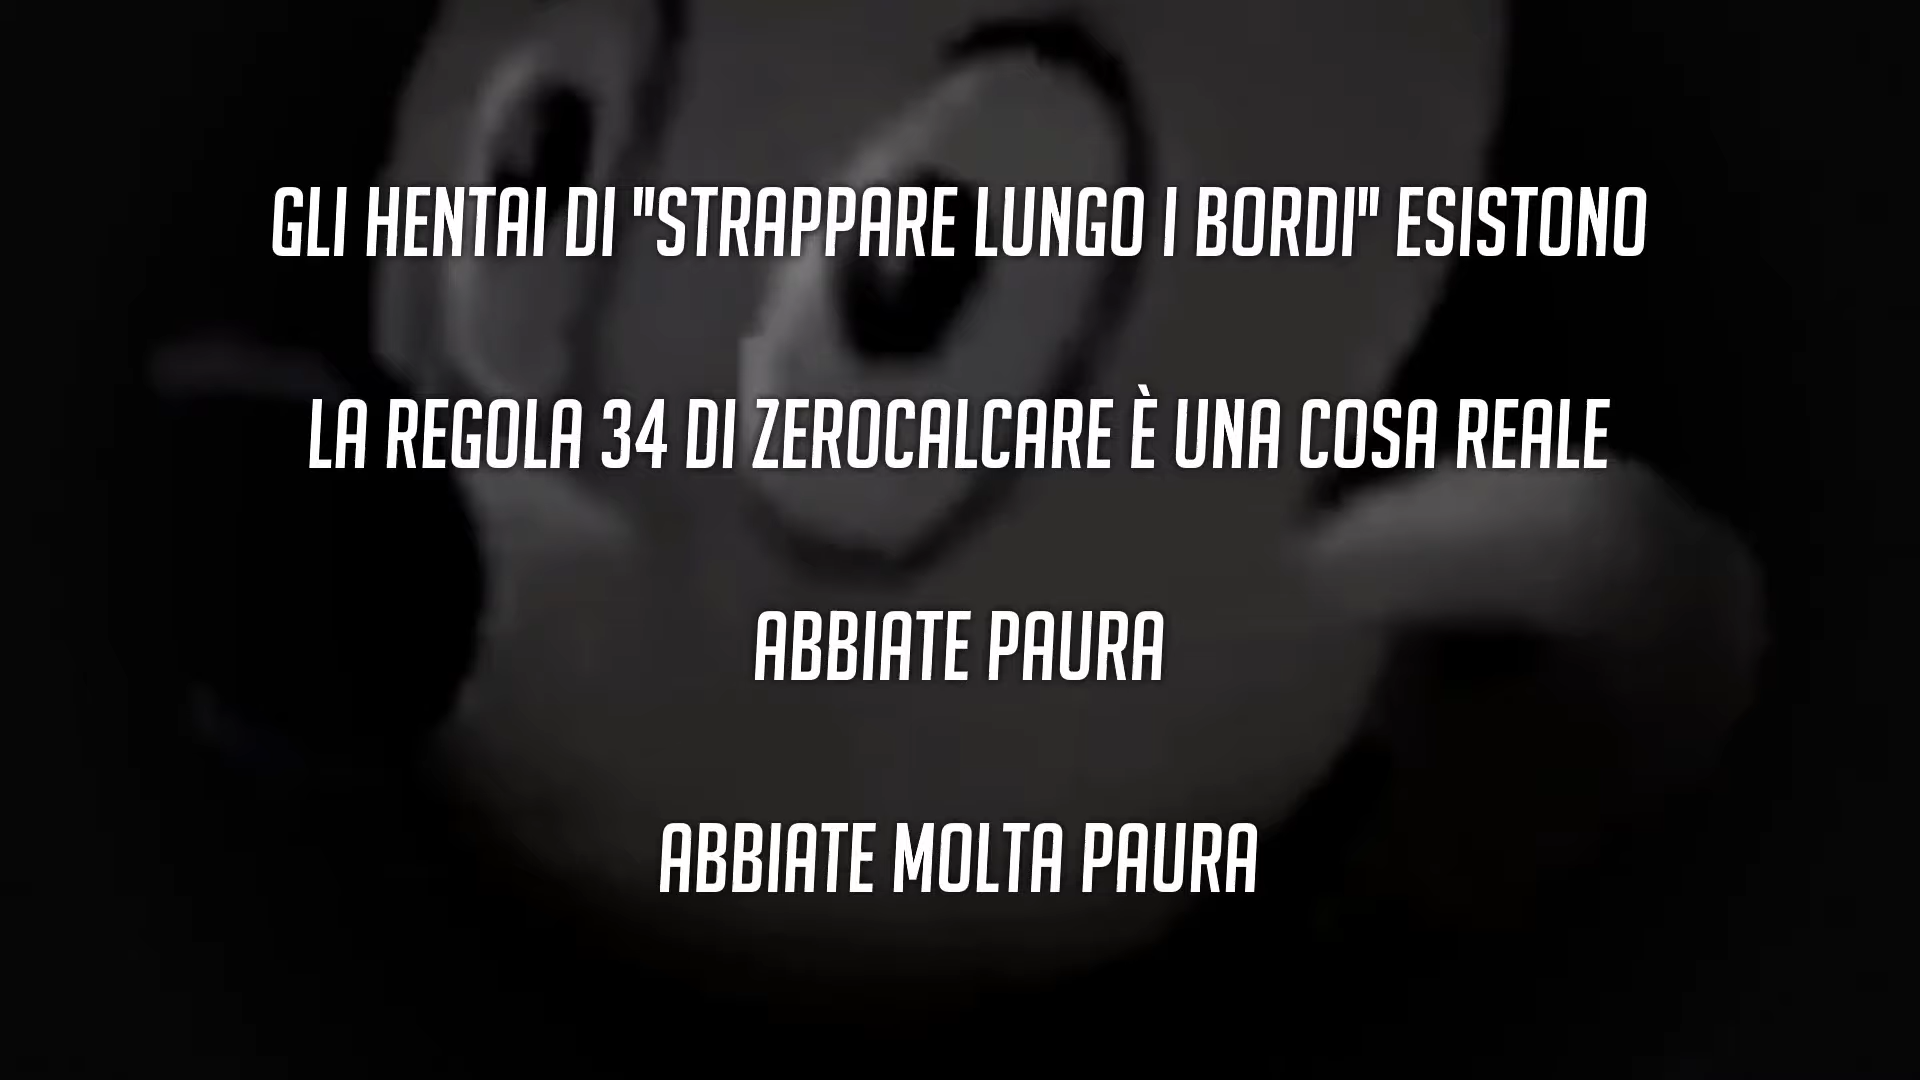 GLI HENTAI DI "STRAPPARE LUNGO I BORDI" ESISTONO
LA REGOLA 34 DI ZEROCALCARE È UNA COSA REALE
ABBIATE PAURA
ABBIATE MOLTA PAURA